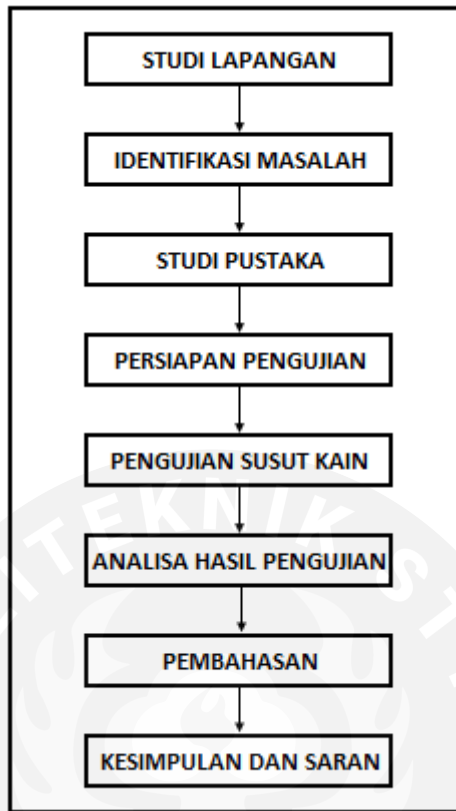 STUDI LAPANGAN
IDENTIFIKASI MASALAH
STUDI PUSTAKA
PERSIAPAN PENGUJIAN
PENGUJIAN SUSUT KAIN
ANALISA HASIL PENGUJIAN
PEMBAHASAN
KESIMPULAN DAN SARAN